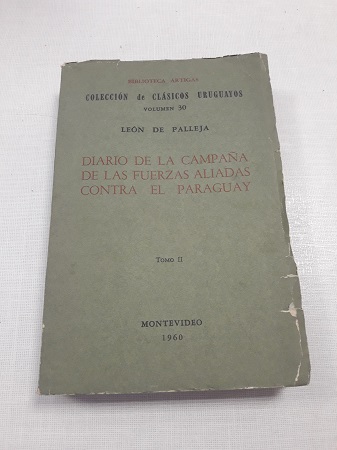 BIBLIOTECA ARTIGAS
COLECCIÓN de CLÁSICOS URUGUAYOS
VOLUMEN 30
LEÓN DE PALLEJA
DIARIO DE LA CAMPAÑA
DE LAS FUERZAS ALIADAS
CONTRA EL PARAGUAY
TOMO II
MONTEVIDEO
1960